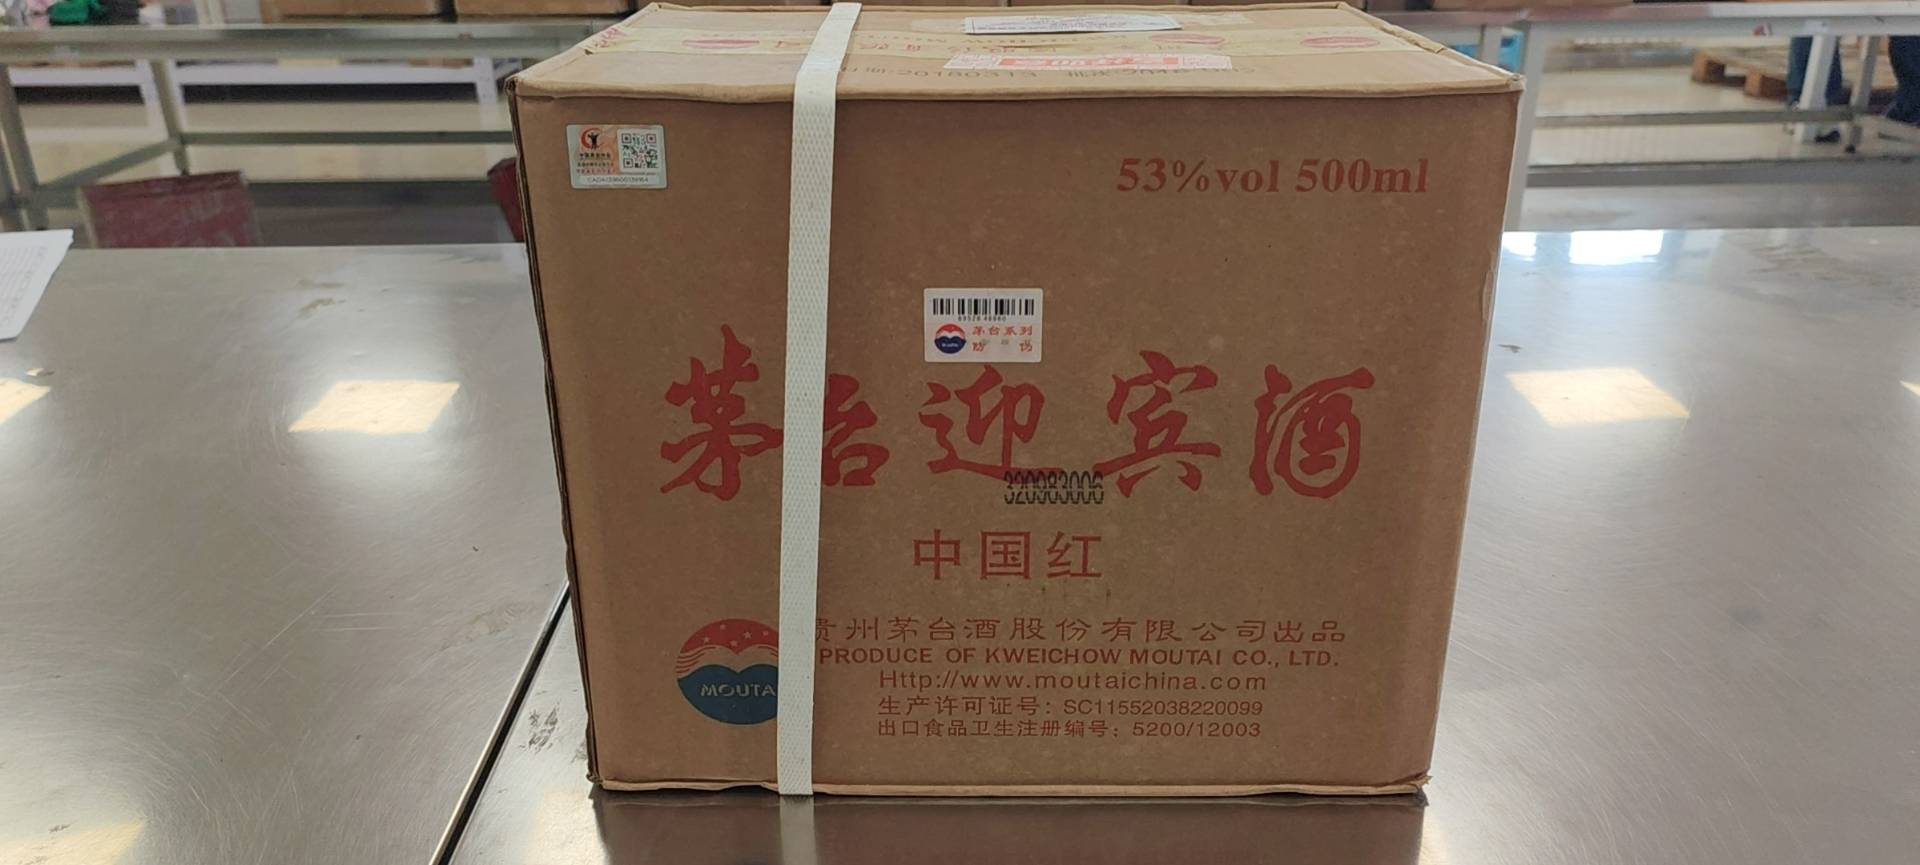 20180313
53%vol 500ml
茅台系列
防 伪
茅台迎宾酒
320983006
中国红
MOUTA
贵州茅台酒股份有限公司出品
PRODUCE OF KWEICHOW MOUTAI CO., LTD.
Http://www.moutaichina.com
生产许可证号：SC11552038220099
出口食品卫生注册编号：5200/12003